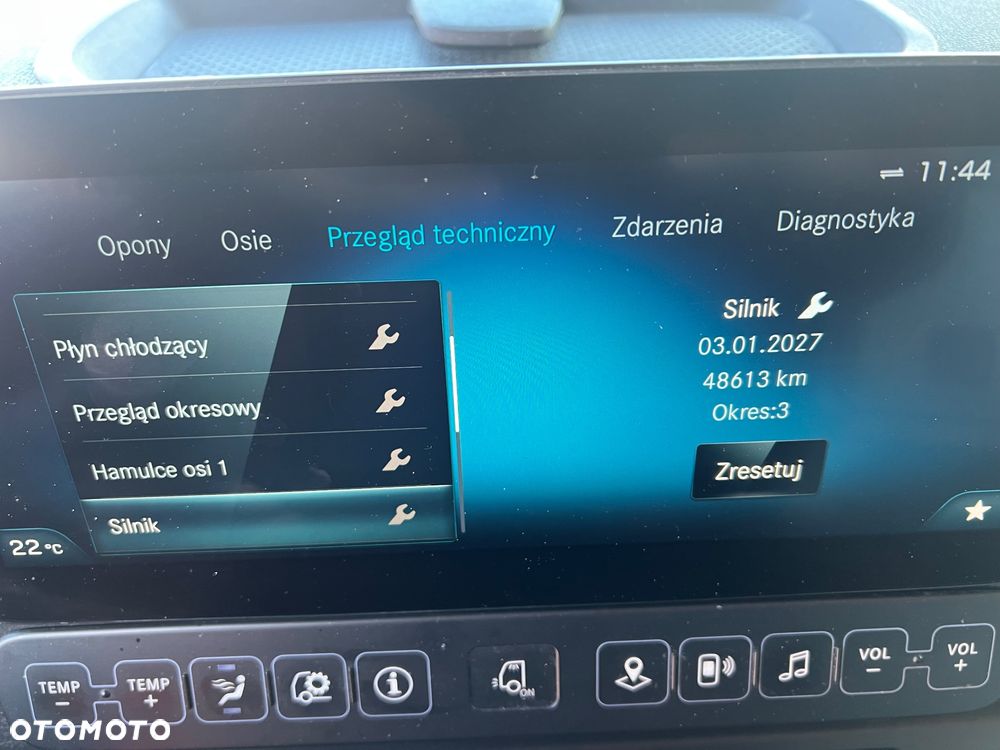 11:44
Opony Osie Przegląd techniczny Zdarzenia Diagnostyka
Płyn chłodzący
Przegląd okresowy
Hamulce osi 1
Silnik
Silnik
03.01.2027
48613 km
Okres:3
Zresetuj
22°C
TEMP
–
TEMP
+
ON
VOL
–
VOL
+
OTOMOTO